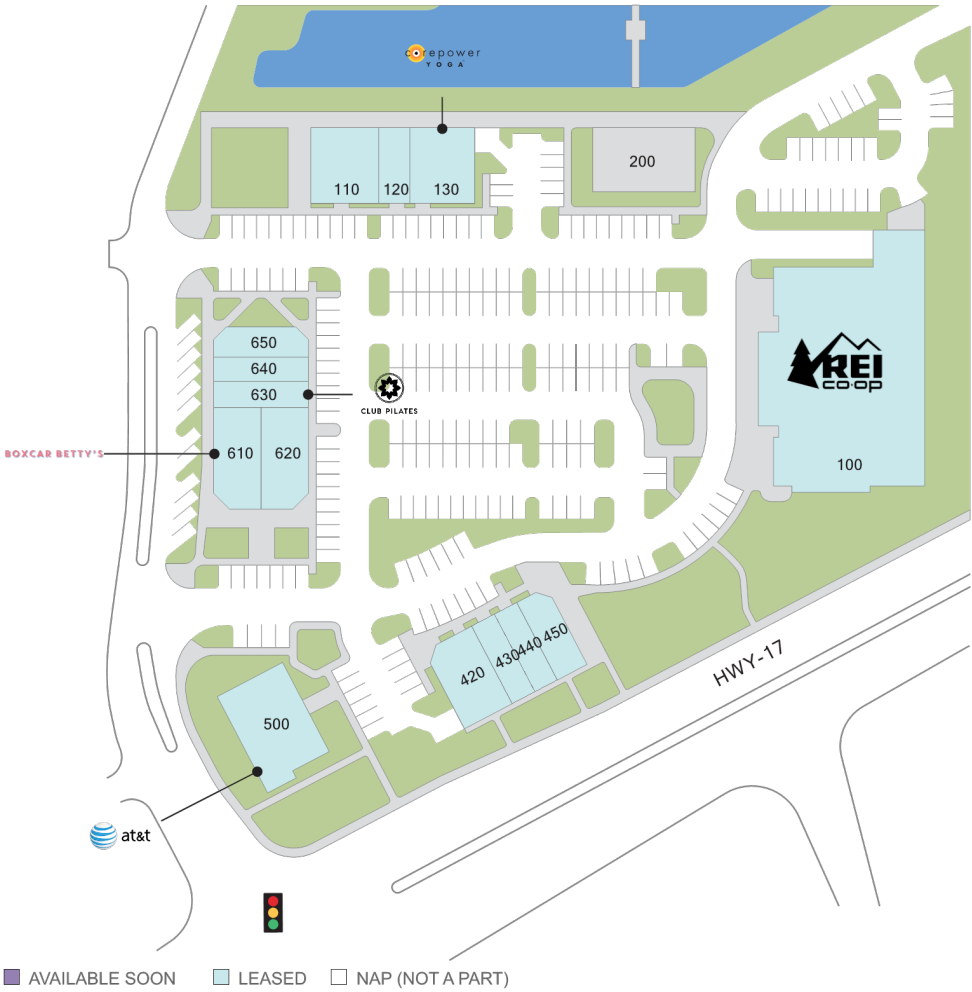 corepower
YOGA
200
110 120 130
650
640
630
CLUB PILATES
BOXCAR BETTY'S
610 620
REI
co·op
100
420 430 440 450
HWY-17
500
at&t
AVAILABLE SOON LEASED NAP (NOT A PART)